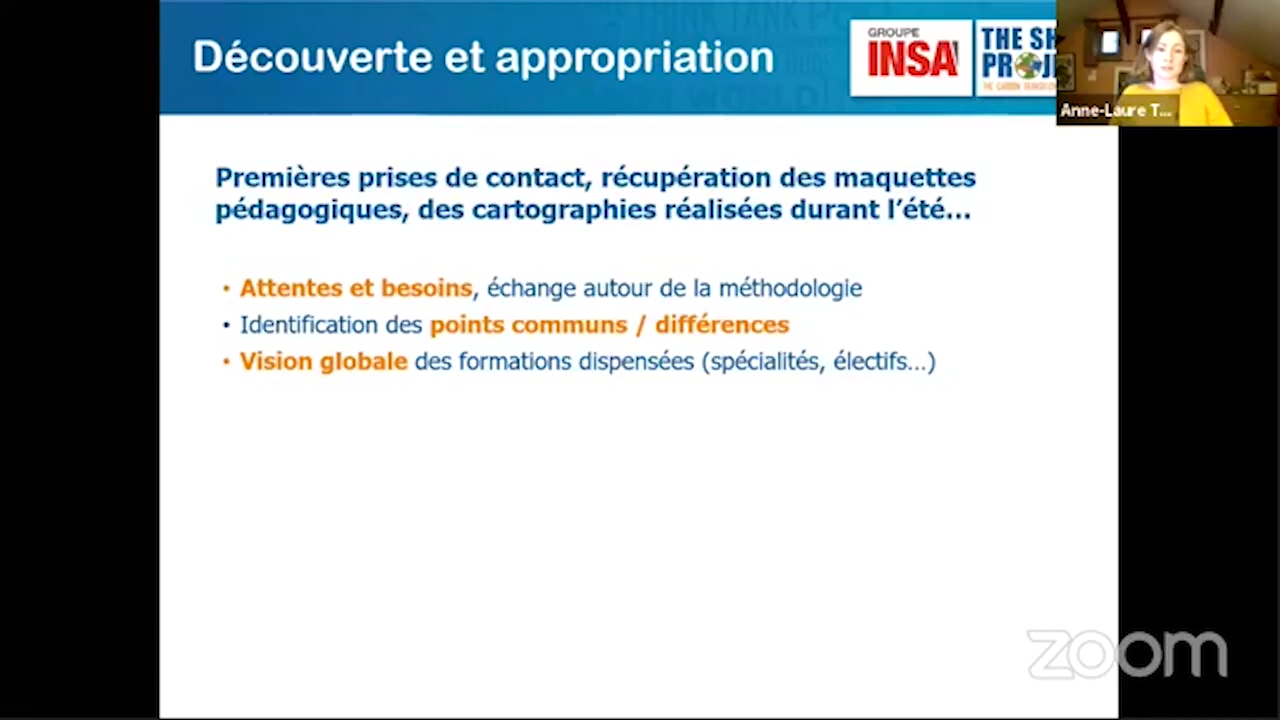 Découverte et appropriation
GROUPE
INSA
THE SH
PROJE
Anne-Laure T...
Premières prises de contact, récupération des maquettes
pédagogiques, des cartographies réalisées durant l'été...
• Attentes et besoins, échange autour de la méthodologie
• Identification des points communs / différences
• Vision globale des formations dispensées (spécialités, électifs...)
zoom